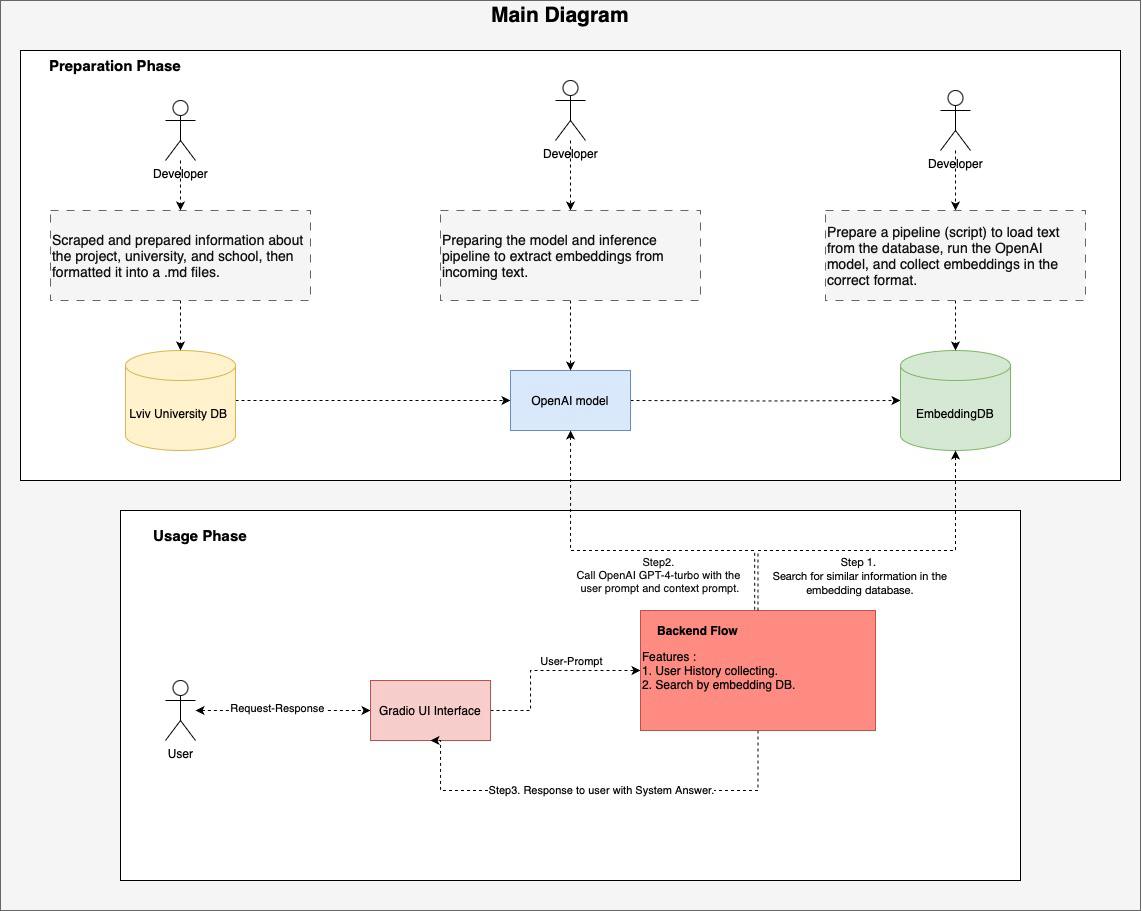 Main Diagram
Preparation Phase
Developer
Developer
Developer
Scraped and prepared information about
the project, university, and school, then
formatted it into a .md files.
Preparing the model and inference
pipeline to extract embeddings from
incoming text.
Prepare a pipeline (script) to load text
from the database, run the OpenAI
model, and collect embeddings in the
correct format.
Lviv University DB
OpenAI model
EmbeddingDB
Usage Phase
Step2.
Call OpenAI GPT-4-turbo with the
user prompt and context prompt.
Step 1.
Search for similar information in the
embedding database.
Backend Flow
Features :
1. User History collecting.
2. Search by embedding DB.
User-Prompt
Request-Response
Gradio UI Interface
User
Step3. Response to user with System Answer.